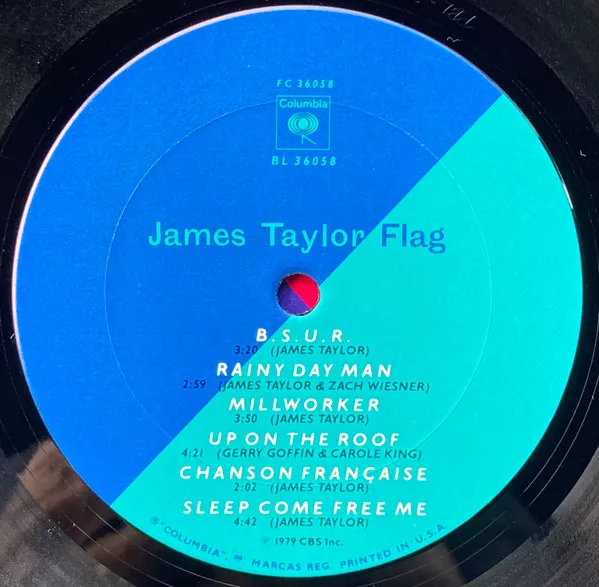 FC 36058
Columbia
BL 36058
James Taylor Flag
B.S.U.R.
3:20 (JAMES TAYLOR)
RAINY DAY MAN
2:59 (JAMES TAYLOR & ZACH WIESNER)
MILLWORKER
3:50 (JAMES TAYLOR)
UP ON THE ROOF
4:21 (GERRY GOFFIN & CAROLE KING)
CHANSON FRANÇAISE
2:02 (JAMES TAYLOR)
SLEEP COME FREE ME
4:42 (JAMES TAYLOR)
℗ 1979 CBS Inc.
® "COLUMBIA", MARCAS REG. PRINTED IN U.S.A.